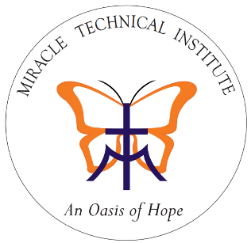 MIRACLE TECHNICAL INSTITUTE
An Oasis of Hope